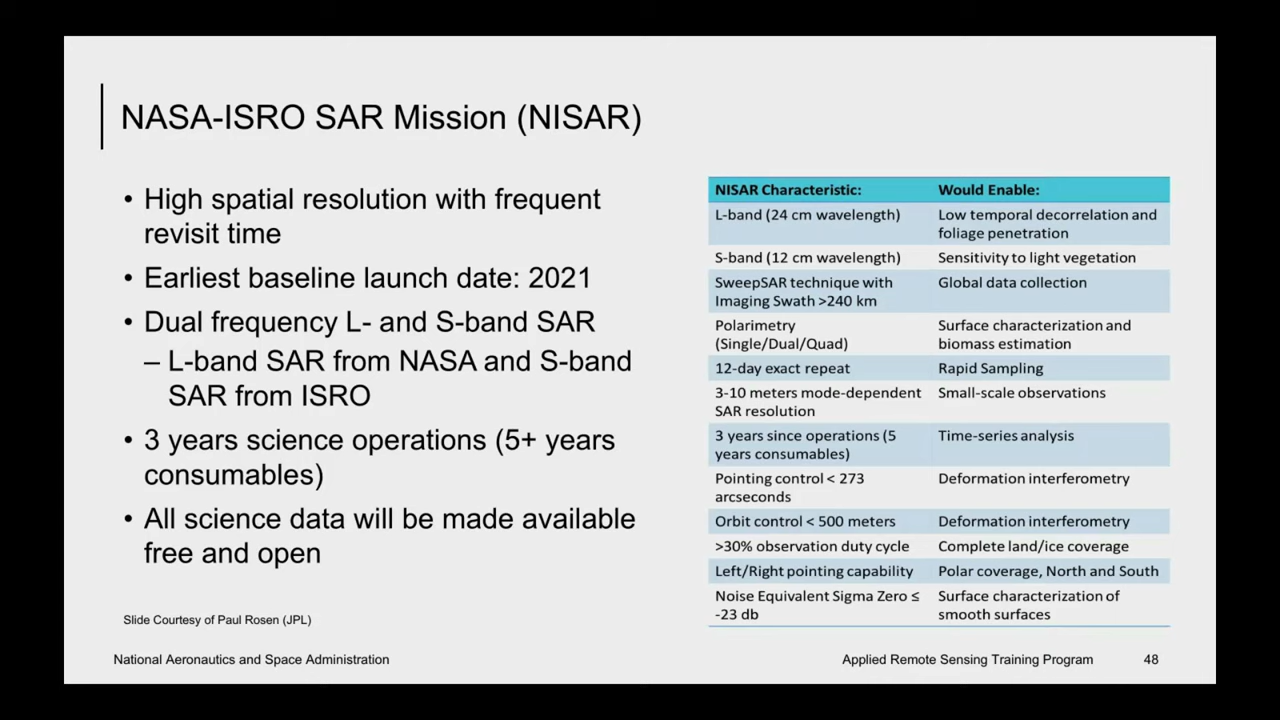 NASA-ISRO SAR Mission (NISAR)
• High spatial resolution with frequent
revisit time
• Earliest baseline launch date: 2021
• Dual frequency L- and S-band SAR
– L-band SAR from NASA and S-band
SAR from ISRO
• 3 years science operations (5+ years
consumables)
• All science data will be made available
free and open
Slide Courtesy of Paul Rosen (JPL)
NISAR Characteristic: Would Enable:
L-band (24 cm wavelength) Low temporal decorrelation and
foliage penetration
S-band (12 cm wavelength) Sensitivity to light vegetation
SweepSAR technique with Global data collection
Imaging Swath >240 km
Polarimetry Surface characterization and
(Single/Dual/Quad) biomass estimation
12-day exact repeat Rapid Sampling
3-10 meters mode-dependent Small-scale observations
SAR resolution
3 years since operations (5 Time-series analysis
years consumables)
Pointing control < 273 Deformation interferometry
arcseconds
Orbit control < 500 meters Deformation interferometry
>30% observation duty cycle Complete land/ice coverage
Left/Right pointing capability Polar coverage, North and South
Noise Equivalent Sigma Zero ≤ Surface characterization of
-23 db smooth surfaces
National Aeronautics and Space Administration Applied Remote Sensing Training Program 48